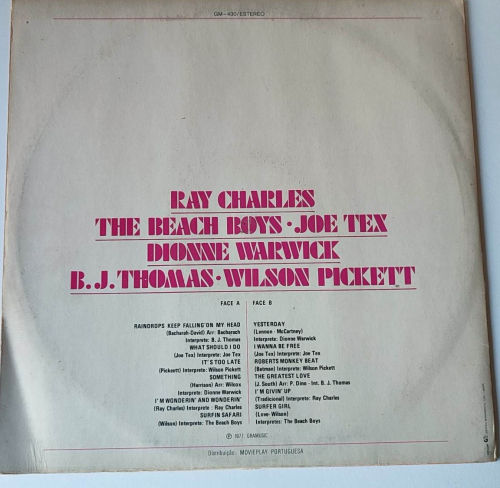 GM-430/ESTEREO
RAY CHARLES
THE BEACH BOYS · JOE TEX
DIONNE WARWICK
B.J. THOMAS · WILSON PICKETT
FACE A
RAINDROPS KEEP FALLING ON MY HEAD
(Bacharah-David) Arr: Bacharach
Interprete: B. J. Thomas
WHAT SHOULD I DO
(Joe Tex) Interprete: Joe Tex
IT'S TOO LATE
(Picksett) Interprete: Wilson Pickett
SOMETHING
(Harrison) Arr: Wilcox
Interprete: Dionne Warwick
I'M WONDERIN' AND WONDERIN'
(Ray Charles) Interprete: Ray Charles
SURFIN SAFARI
(Wilson) Interprete: The Beach Boys
FACE B
YESTERDAY
(Lennon - McCartney)
Interprete: Dionne Warwick
I WANNA BE FREE
(Joe Tex) Interprete: Joe Tex
ROBERTS MONKEY BEAT
(Batman) Interprete: Wilson Pickett
THE GREATEST LOVE
(J. South) Arr: P. Dino - Int. B. J. Thomas
I'M GIVIN' UP
(Tradicional) Interprete: Ray Charles
SURFER GIRL
(Love-Wilson)
Interprete: The Beach Boys
Ⓟ 1971, GRAMUSIC
Distribuição, MOVIEPLAY PORTUGUESA